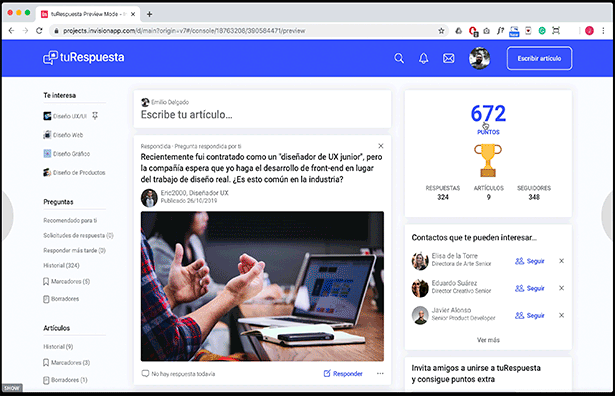 tuRespuesta Preview Mode - In
projects.invisionapp.com/d/main?origin=v7#/console/18763208/390584471/preview
tuRespuesta
Escribir artículo
Te interesa
Diseño UX/UI
Diseño Web
Diseño Gráfico
Diseño de Productos
Preguntas
Recomendado para ti
Solicitudes de respuesta (0)
Responder más tarde (0)
Historial (324)
Marcadores (5)
Borradores
Artículos
Historial (9)
Marcadores (3)
Borradores (1)
Emilio Delgado
Escribe tu artículo...
Respondida · Pregunta respondida por ti
Recientemente fui contratado como un "diseñador de UX junior", pero
la compañía espera que yo haga el desarrollo de front-end en lugar
del trabajo de diseño real. ¿Es esto común en la industria?
Eric2000, Diseñador UX
Publicado 26/10/2019
No hay respuesta todavía
Responder
672
PUNTOS
RESPUESTAS ARTÍCULOS SEGUIDORES
324 9 348
Contactos que te pueden interesar...
Elisa de la Torre
Directora de Arte Senior
Seguir
Eduardo Suárez
Director Creativo Senior
Seguir
Javier Alonso
Senior Product Developer
Seguir
Ver más
Invita amigos a unirse a tuRespuesta
y consigue puntos extra
SHOW